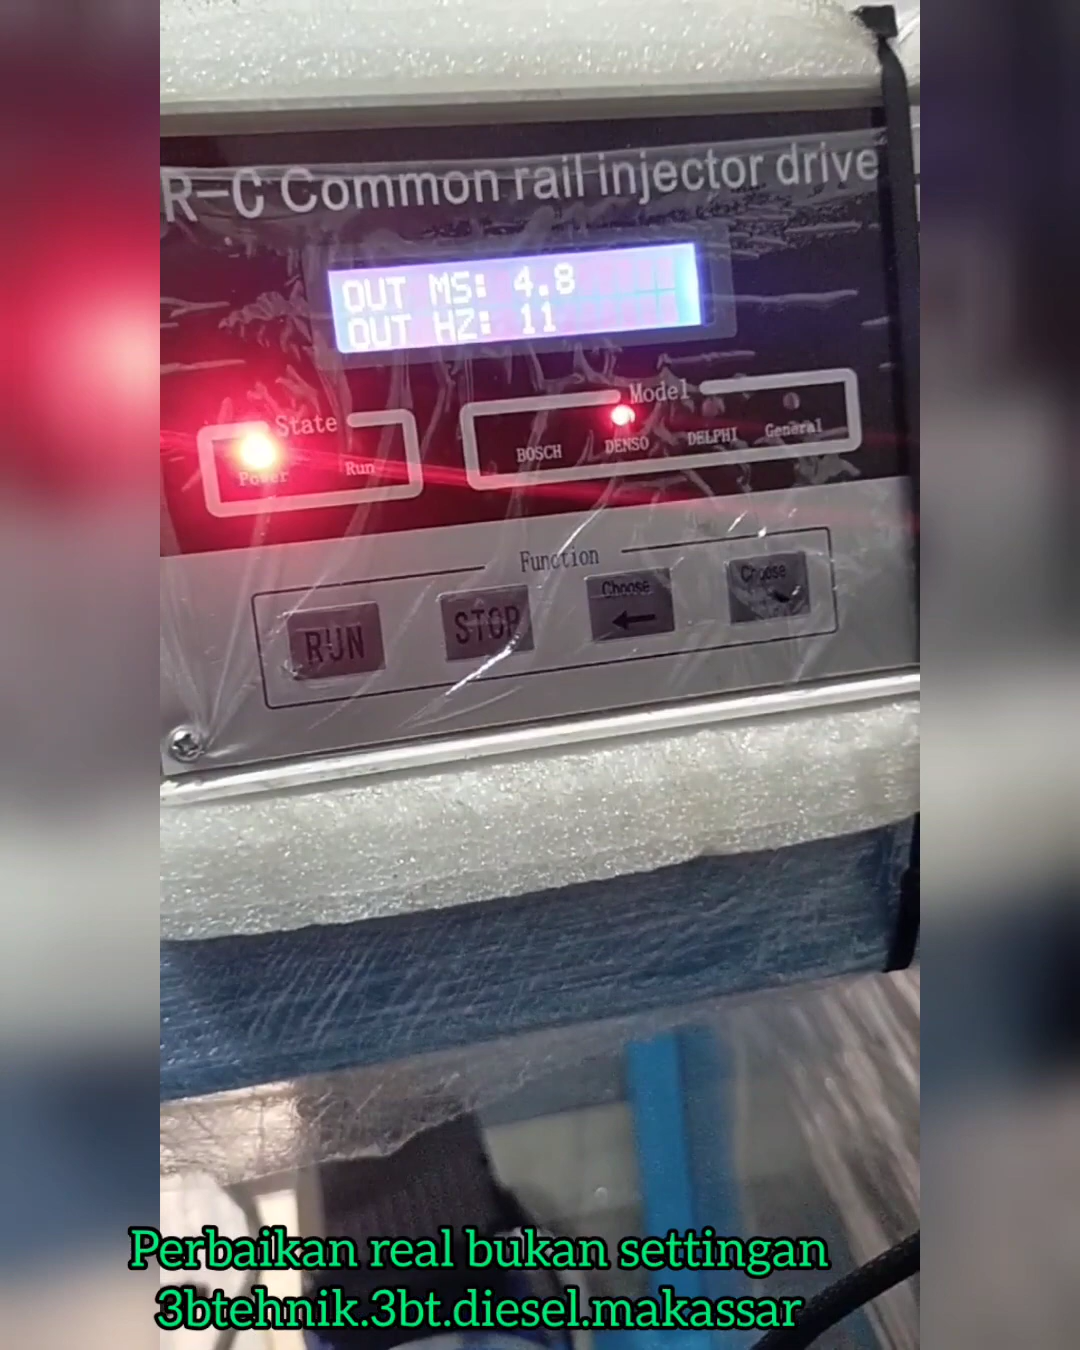 R-C Common rail injector drive
OUT MS: 4.8
OUT HZ: 11
State
Power
Run
Model
BOSCH
DENSO
DELPHI
General
Function
RUN
STOP
Choose
←
Choose
Perbaikan real bukan settingan
3btehnik.3bt.diesel.makassar